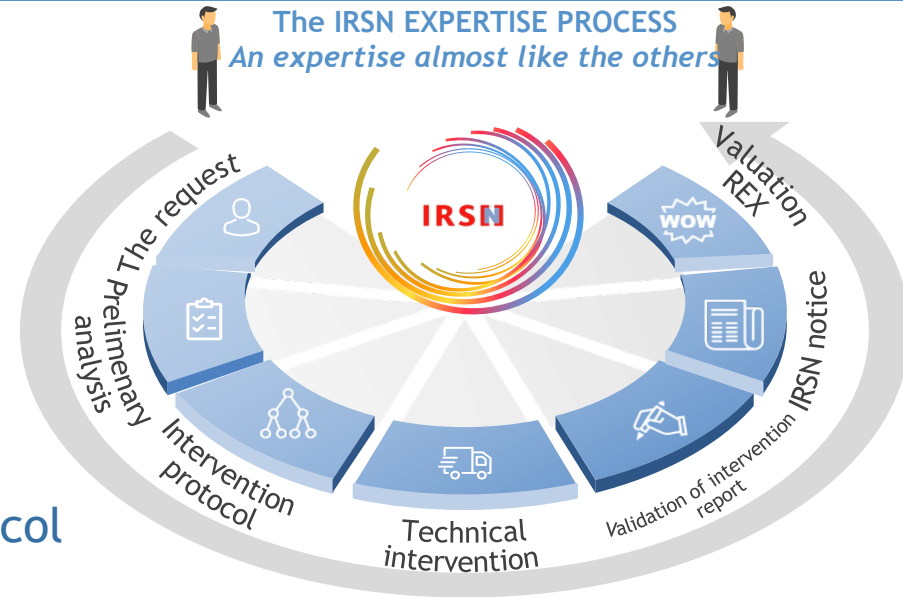 The IRSN EXPERTISE PROCESS
An expertise almost like the others
IRSN
The request
Prelimenary
analysis
Intervention
protocol
Technical
intervention
Validation of intervention
report
IRSN notice
Valuation
REX
WOW
col